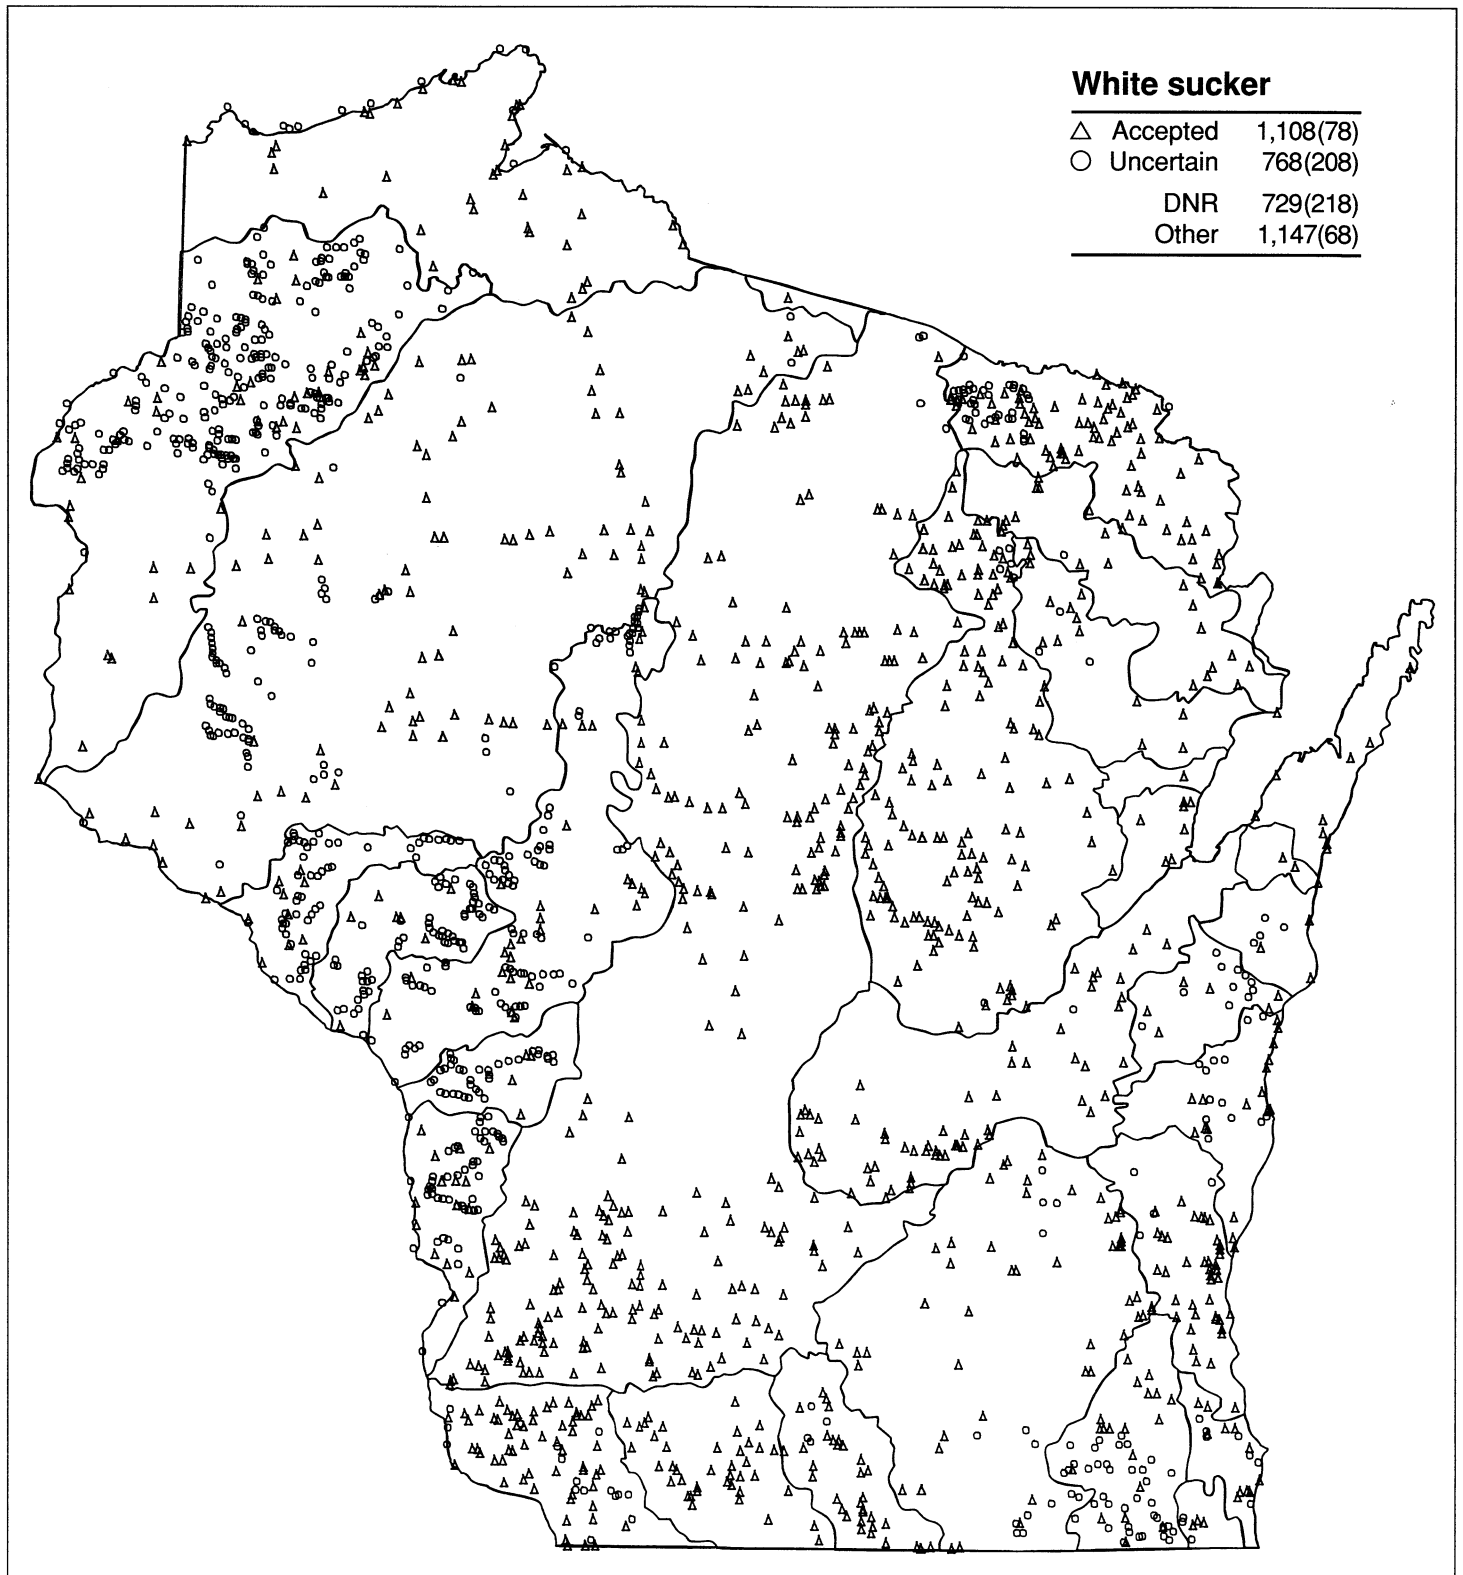 White sucker
△ Accepted 1,108(78)
○ Uncertain 768(208)
DNR 729(218)
Other 1,147(68)